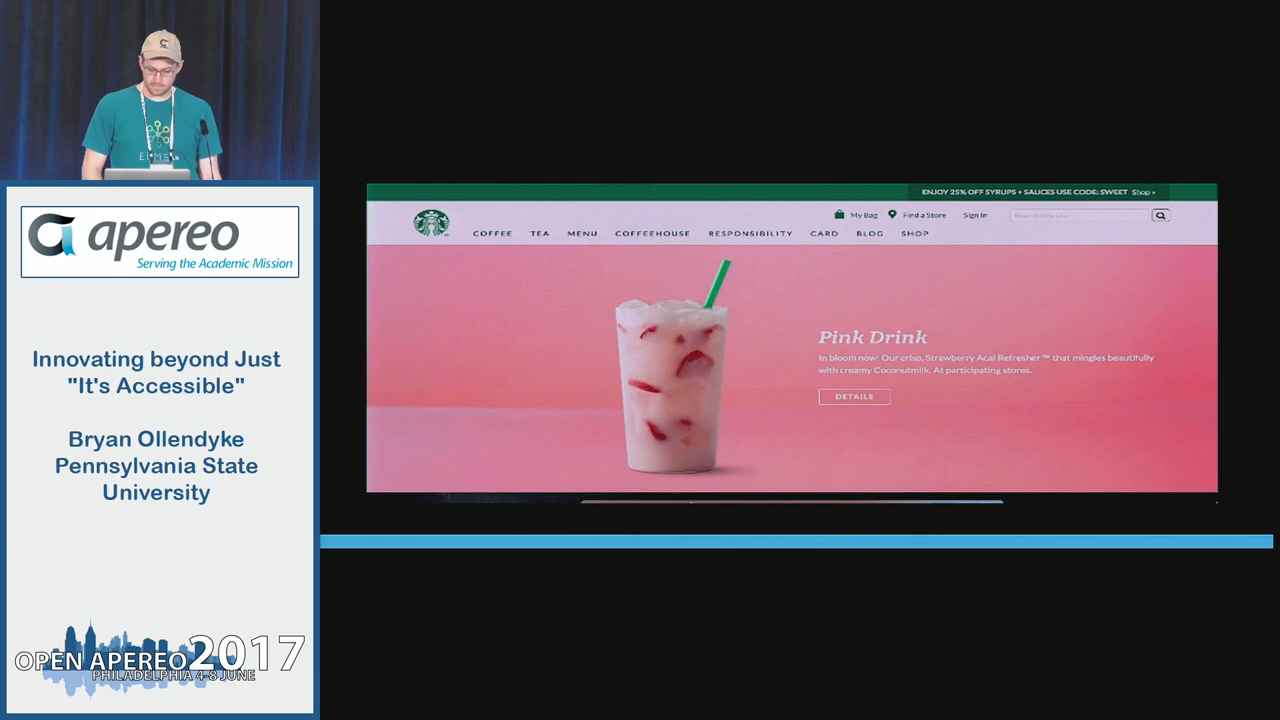 apereo
Serving the Academic Mission
Innovating beyond Just
"It's Accessible"
Bryan Ollendyke
Pennsylvania State
University
OPEN APEREO 2017
PHILADELPHIA 4-8 JUNE
ENJOY 25% OFF SYRUPS + SAUCES USE CODE: SWEET Shop »
My Bag Find a Store Sign In Search this site
COFFEE TEA MENU COFFEEHOUSE RESPONSIBILITY CARD BLOG SHOP
Pink Drink
In bloom now: Our crisp, Strawberry Acai Refresher™ that mingles beautifully
with creamy Coconutmilk. At participating stores.
DETAILS